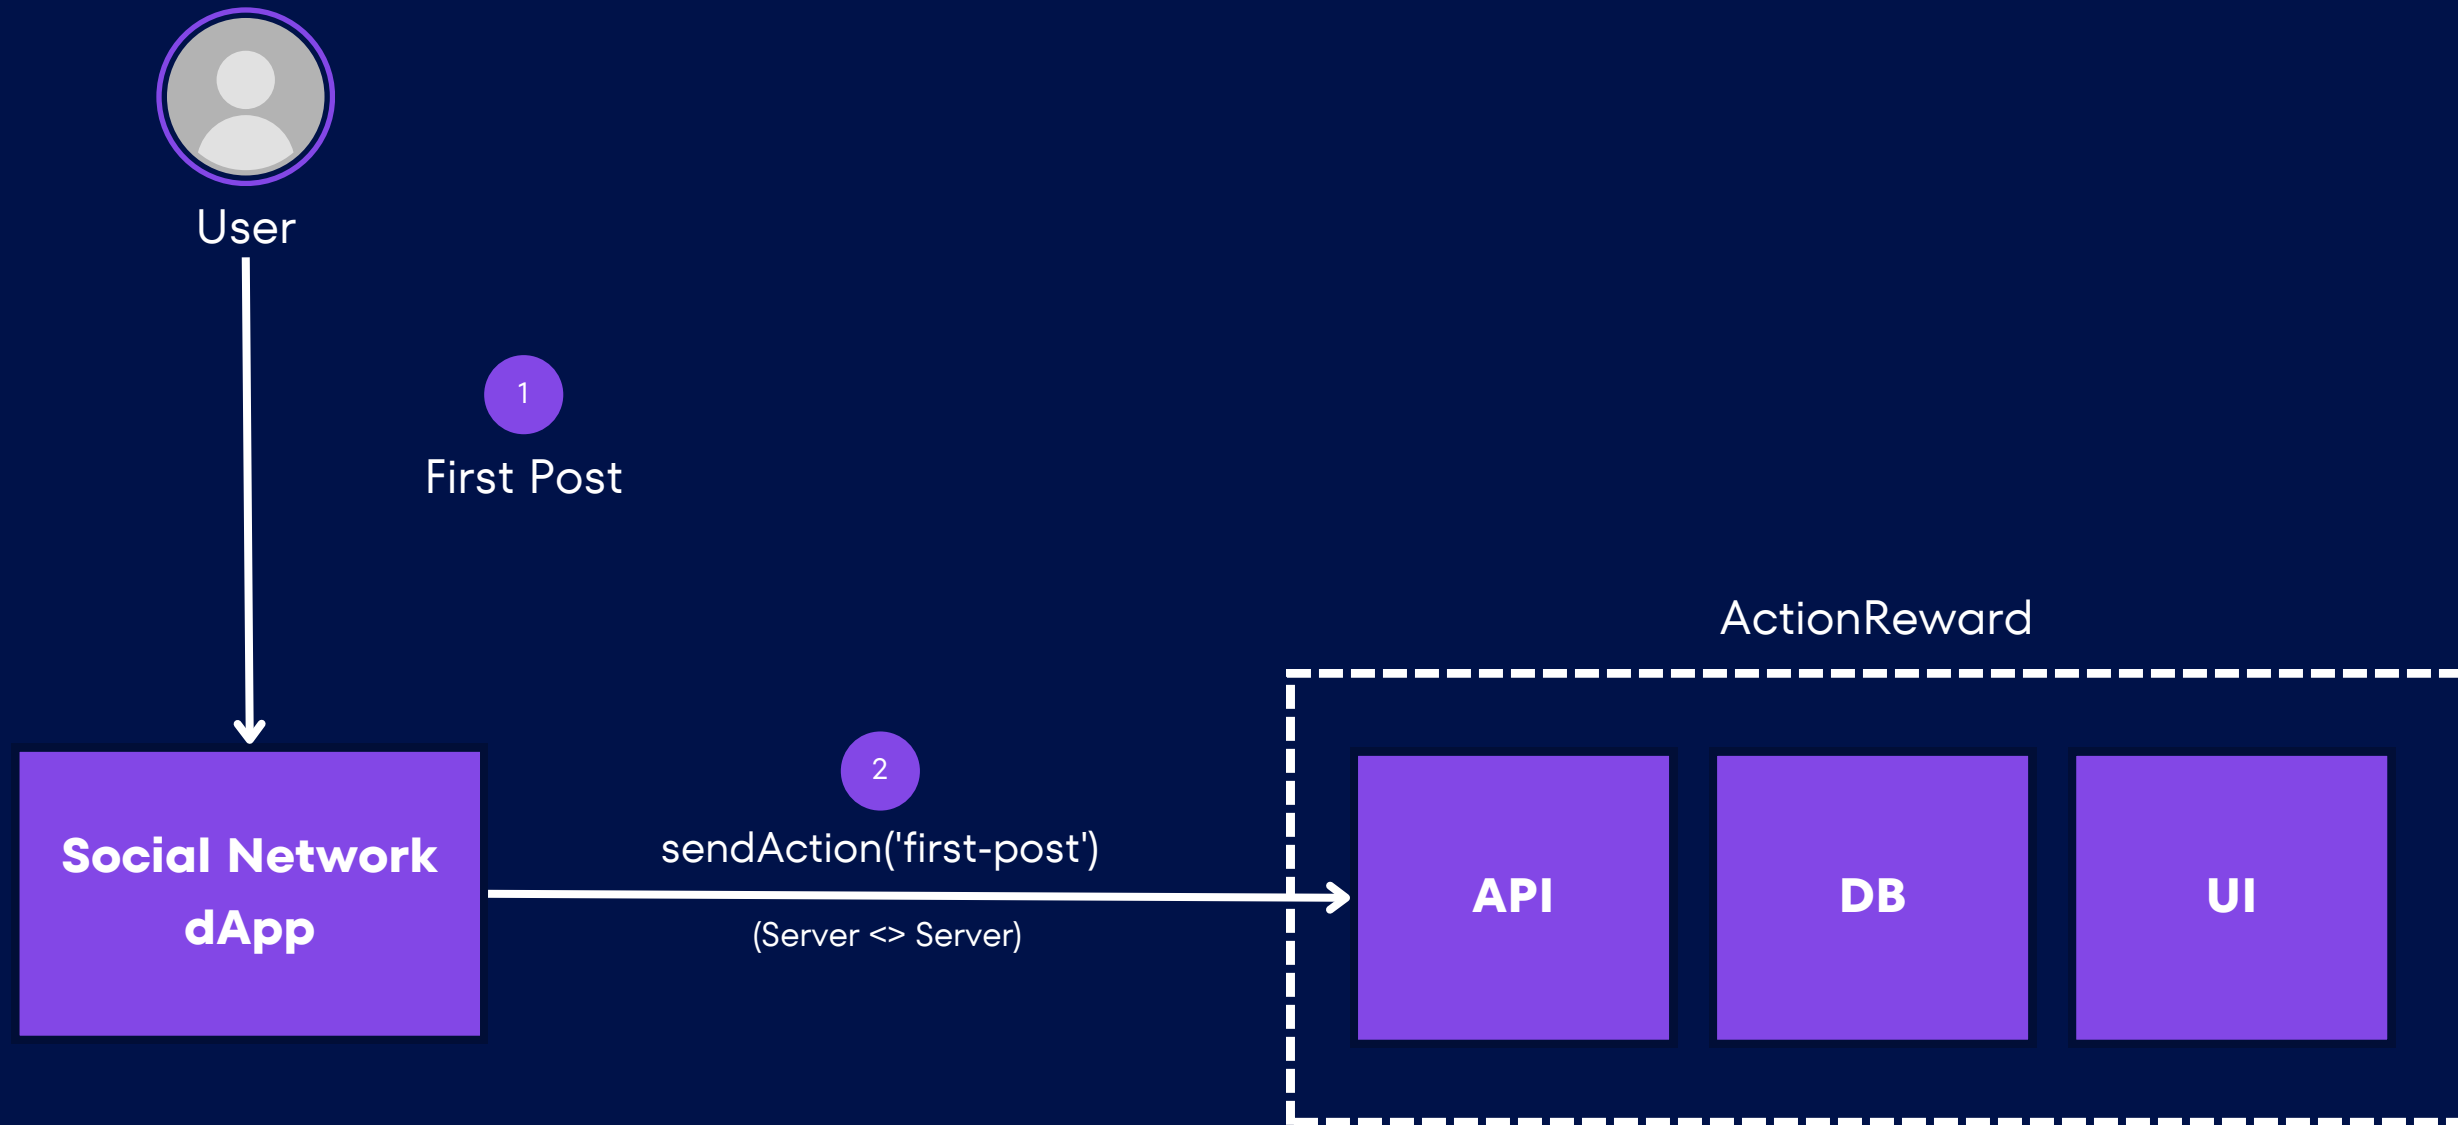 User
1
First Post
ActionReward
2
sendAction('first-post')
(Server <> Server)
Social Network
dApp
API
DB
UI